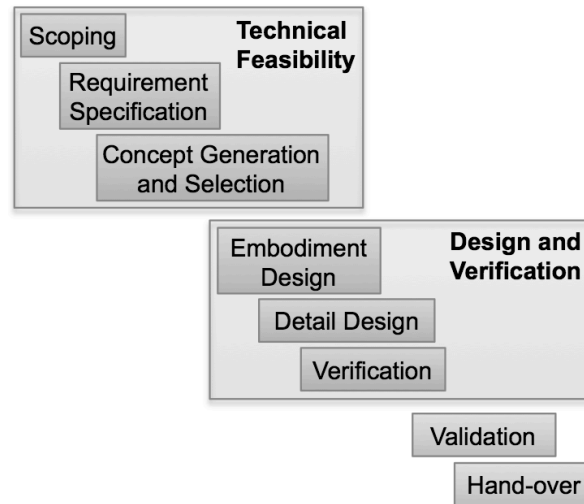 Scoping
Technical
Feasibility
Requirement
Specification
Concept Generation
and Selection
Embodiment
Design
Design and
Verification
Detail Design
Verification
Validation
Hand-over